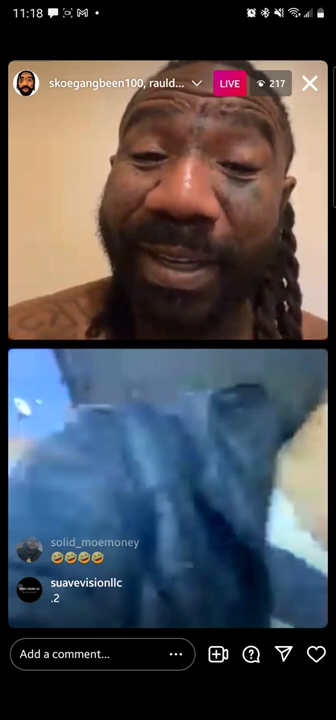 11:18
skoegangbeen100, rauld...
LIVE
217
solid_moemoney
🤣🤣🤣🤣
suavevisionllc
.2
Add a comment...